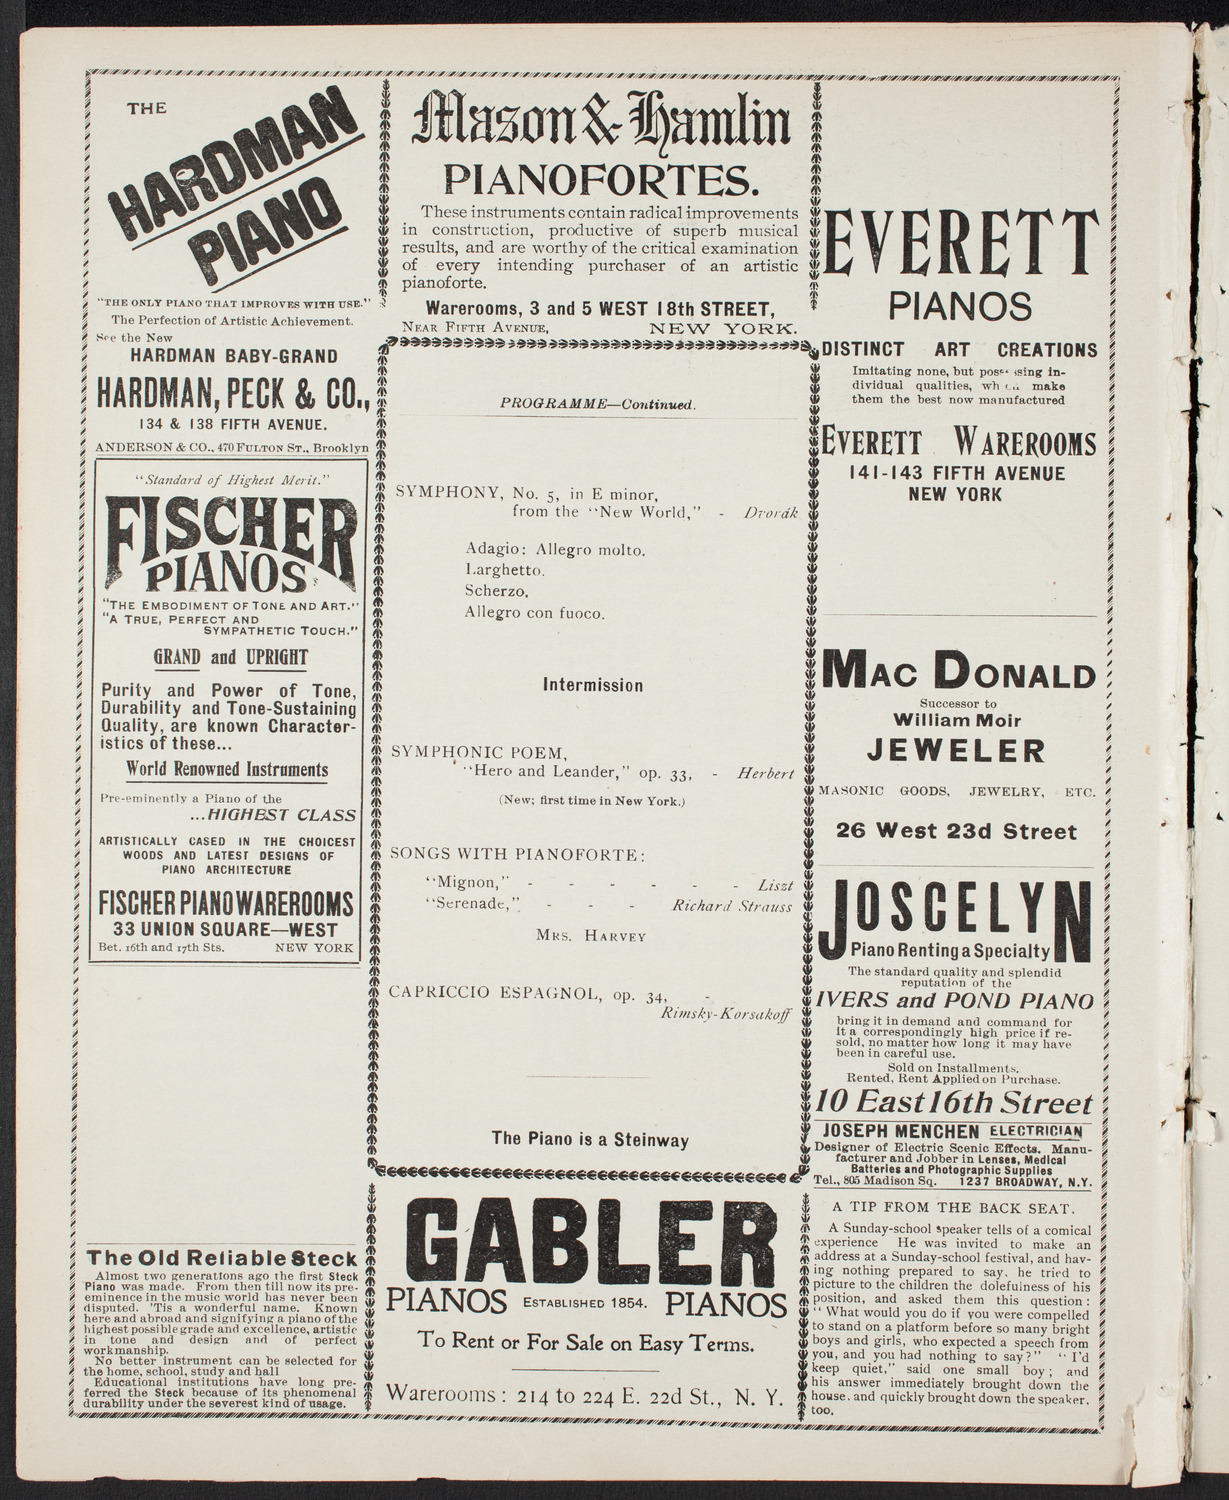 THE
HARDMAN
PIANO
"THE ONLY PIANO THAT IMPROVES WITH USE."
The Perfection of Artistic Achievement.
See the New
HARDMAN BABY-GRAND
HARDMAN, PECK & CO.,
134 & 138 FIFTH AVENUE.
ANDERSON & CO., 470 FULTON ST., Brooklyn
"Standard of Highest Merit."
FISCHER
PIANOS
"THE EMBODIMENT OF TONE AND ART."
"A TRUE, PERFECT AND
SYMPATHETIC TOUCH."
GRAND and UPRIGHT
Purity and Power of Tone,
Durability and Tone-Sustaining
Quality, are known Character-
istics of these...
World Renowned Instruments
Pre-eminently a Piano of the
...HIGHEST CLASS
ARTISTICALLY CASED IN THE CHOICEST
WOODS AND LATEST DESIGNS OF
PIANO ARCHITECTURE
FISCHER PIANO WAREROOMS
33 UNION SQUARE—WEST
Bet. 16th and 17th Sts. NEW YORK
The Old Reliable Steck
Almost two generations ago the first Steck
Piano was made. From then till now its pre-
eminence in the music world has never been
disputed. 'Tis a wonderful name. Known
here and abroad and signifying a piano of the
highest possible grade and excellence, artistic
in tone and design and of perfect
workmanship.
No better instrument can be selected for
the home, school, study and hall
Educational institutions have long pre-
ferred the Steck because of its phenomenal
durability under the severest kind of usage.
Mason & Hamlin
PIANOFORTES.
These instruments contain radical improvements
in construction, productive of superb musical
results, and are worthy of the critical examination
of every intending purchaser of an artistic
pianoforte.
Warerooms, 3 and 5 WEST 18th STREET,
NEAR FIFTH AVENUE, NEW YORK.
PROGRAMME—Continued.
SYMPHONY, No. 5, in E minor,
from the "New World," - Dvorák
Adagio: Allegro molto.
Larghetto.
Scherzo.
Allegro con fuoco.
Intermission
SYMPHONIC POEM,
"Hero and Leander," op. 33, - Herbert
(New; first time in New York.)
SONGS WITH PIANOFORTE:
"Mignon," - - - - - - Liszt
"Serenade," - - - Richard Strauss
MRS. HARVEY
CAPRICCIO ESPAGNOL, op. 34, -
Rimsky-Korsakoff
The Piano is a Steinway
GABLER
PIANOS ESTABLISHED 1854. PIANOS
To Rent or For Sale on Easy Terms.
Warerooms: 214 to 224 E. 22d St., N. Y.
EVERETT
PIANOS
DISTINCT ART CREATIONS
Imitating none, but possessing in-
dividual qualities, which make
them the best now manufactured
EVERETT WAREROOMS
141-143 FIFTH AVENUE
NEW YORK
MAC DONALD
Successor to
William Moir
JEWELER
MASONIC GOODS, JEWELRY, ETC.
26 West 23d Street
JOSCELYN
Piano Renting a Specialty
The standard quality and splendid
reputation of the
IVERS and POND PIANO
bring it in demand and command for
it a correspondingly high price if re-
sold, no matter how long it may have
been in careful use.
Sold on Installments.
Rented, Rent Applied on Purchase.
10 East 16th Street
JOSEPH MENCHEN ELECTRICIAN
Designer of Electric Scenic Effects. Manu-
facturer and Jobber in Lenses, Medical
Batteries and Photographic Supplies
Tel., 805 Madison Sq. 1237 BROADWAY, N.Y.
A TIP FROM THE BACK SEAT.
A Sunday-school speaker tells of a comical
experience He was invited to make an
address at a Sunday-school festival, and hav-
ing nothing prepared to say, he tried to
picture to the children the dolefulness of his
position, and asked them this question:
"What would you do if you were compelled
to stand on a platform before so many bright
boys and girls, who expected a speech from
you, and you had nothing to say?" "I'd
keep quiet," said one small boy; and
his answer immediately brought down the
house, and quickly brought down the speaker,
too.